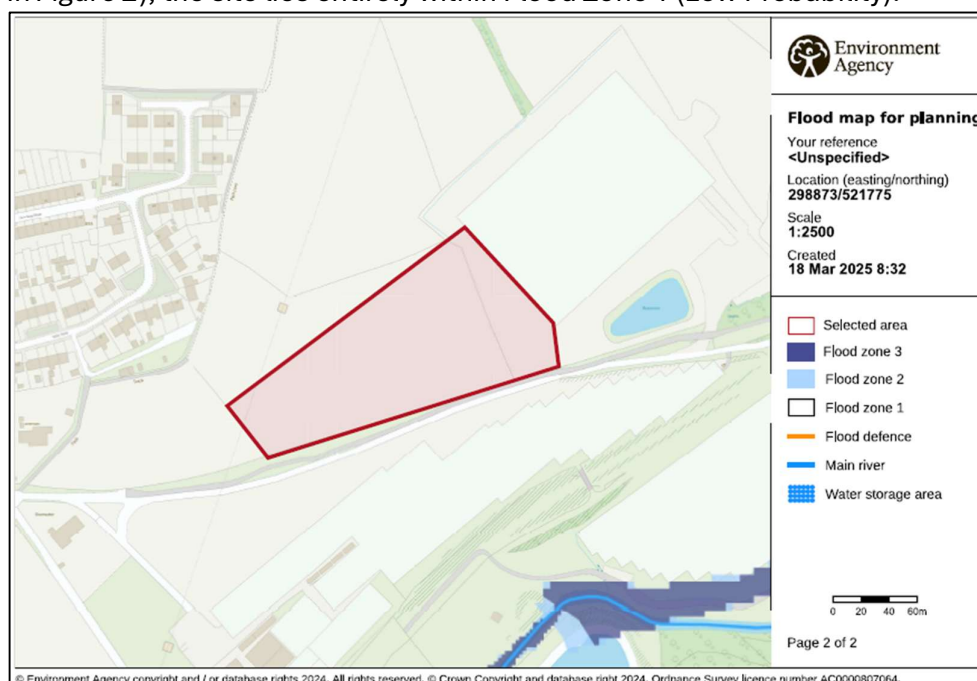 in Figure 2), the site lies entirely within Flood Zone 1 (Low Probability).
Environment
Agency
Flood map for planning
Your reference
<Unspecified>
Location (easting/northing)
298873/521775
Scale
1:2500
Created
18 Mar 2025 8:32
Selected area
Flood zone 3
Flood zone 2
Flood zone 1
Flood defence
Main river
Water storage area
0 20 40 60m
Page 2 of 2
© Environment Agency copyright and / or database rights 2024. All rights reserved. © Crown Copyright and database right 2024. Ordnance Survey licence number AC0000807064.